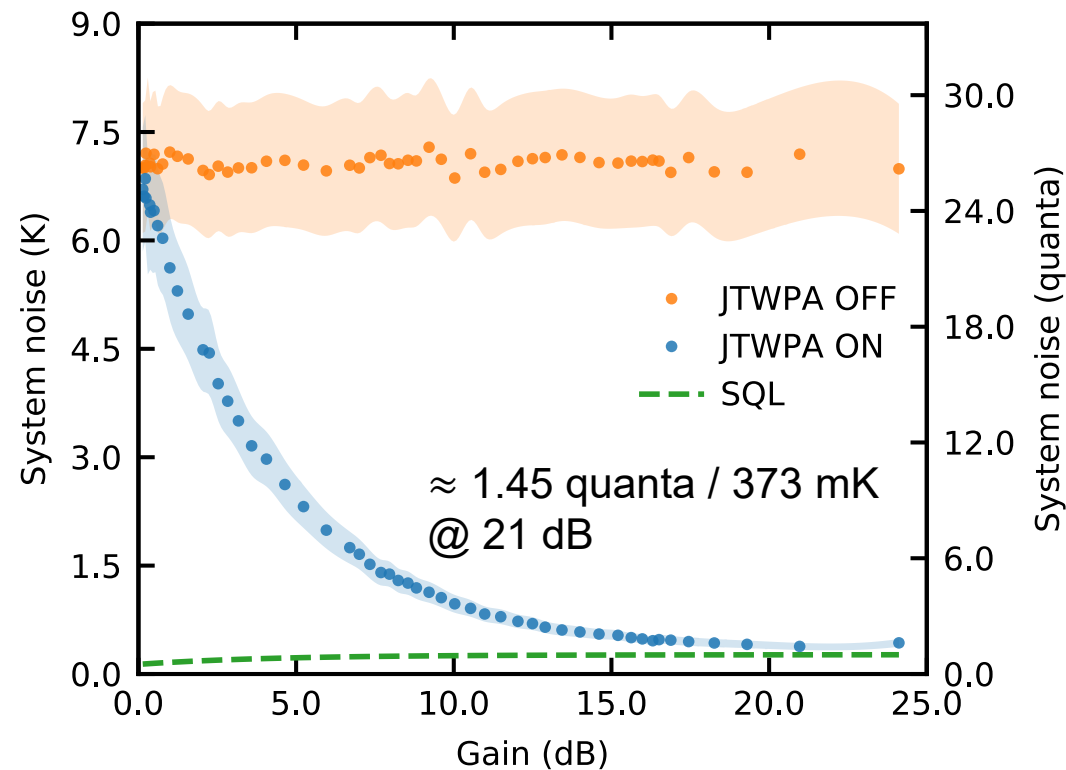 9.0
7.5
6.0
4.5
3.0
1.5
0.0
System noise (K)
30.0
24.0
18.0
12.0
6.0
0.0
System noise (quanta)
JTWPA OFF
JTWPA ON
SQL
≈ 1.45 quanta / 373 mK
@ 21 dB
0.0 5.0 10.0 15.0 20.0 25.0
Gain (dB)